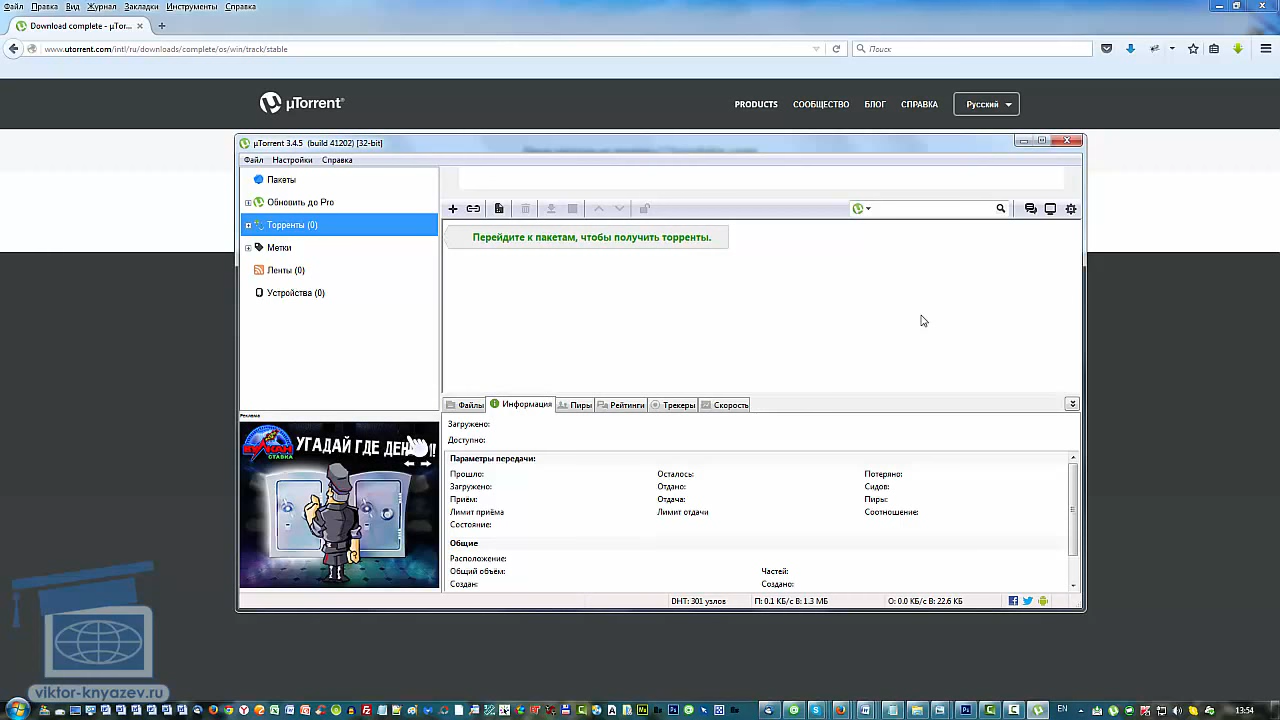 Файл Правка Вид Журнал Закладки Инструменты Справка
Download complete - µTor...
www.utorrent.com/intl/ru/downloads/complete/os/win/track/stable
Поиск
µTorrent
PRODUCTS СООБЩЕСТВО БЛОГ СПРАВКА Русский
µTorrent 3.4.5 (build 41202) [32-bit]
Файл Настройки Справка
Пакеты
Обновить до Pro
Торренты (0)
Метки
Ленты (0)
Устройства (0)
Перейдите к пакетам, чтобы получить торренты.
Файлы Информация Пиры Рейтинги Трекеры Скорость
Реклама
ВУЛКАН СТАВКА
УГАДАЙ ГДЕ
Загружено:
Доступно:
Параметры передачи:
Прошло: Осталось: Потеряно:
Загружено: Отдано: Сидов:
Приём: Отдача: Пиры:
Лимит приёма Лимит отдачи Соотношение:
Состояние:
Общие
Расположение:
Общий объём: Частей:
Создан: Создано:
DHT: 301 узлов П: 0.1 КБ/с В: 1.3 МБ О: 0.0 КБ/с В: 22.6 КБ
viktor-knyazev.ru
EN 13:54